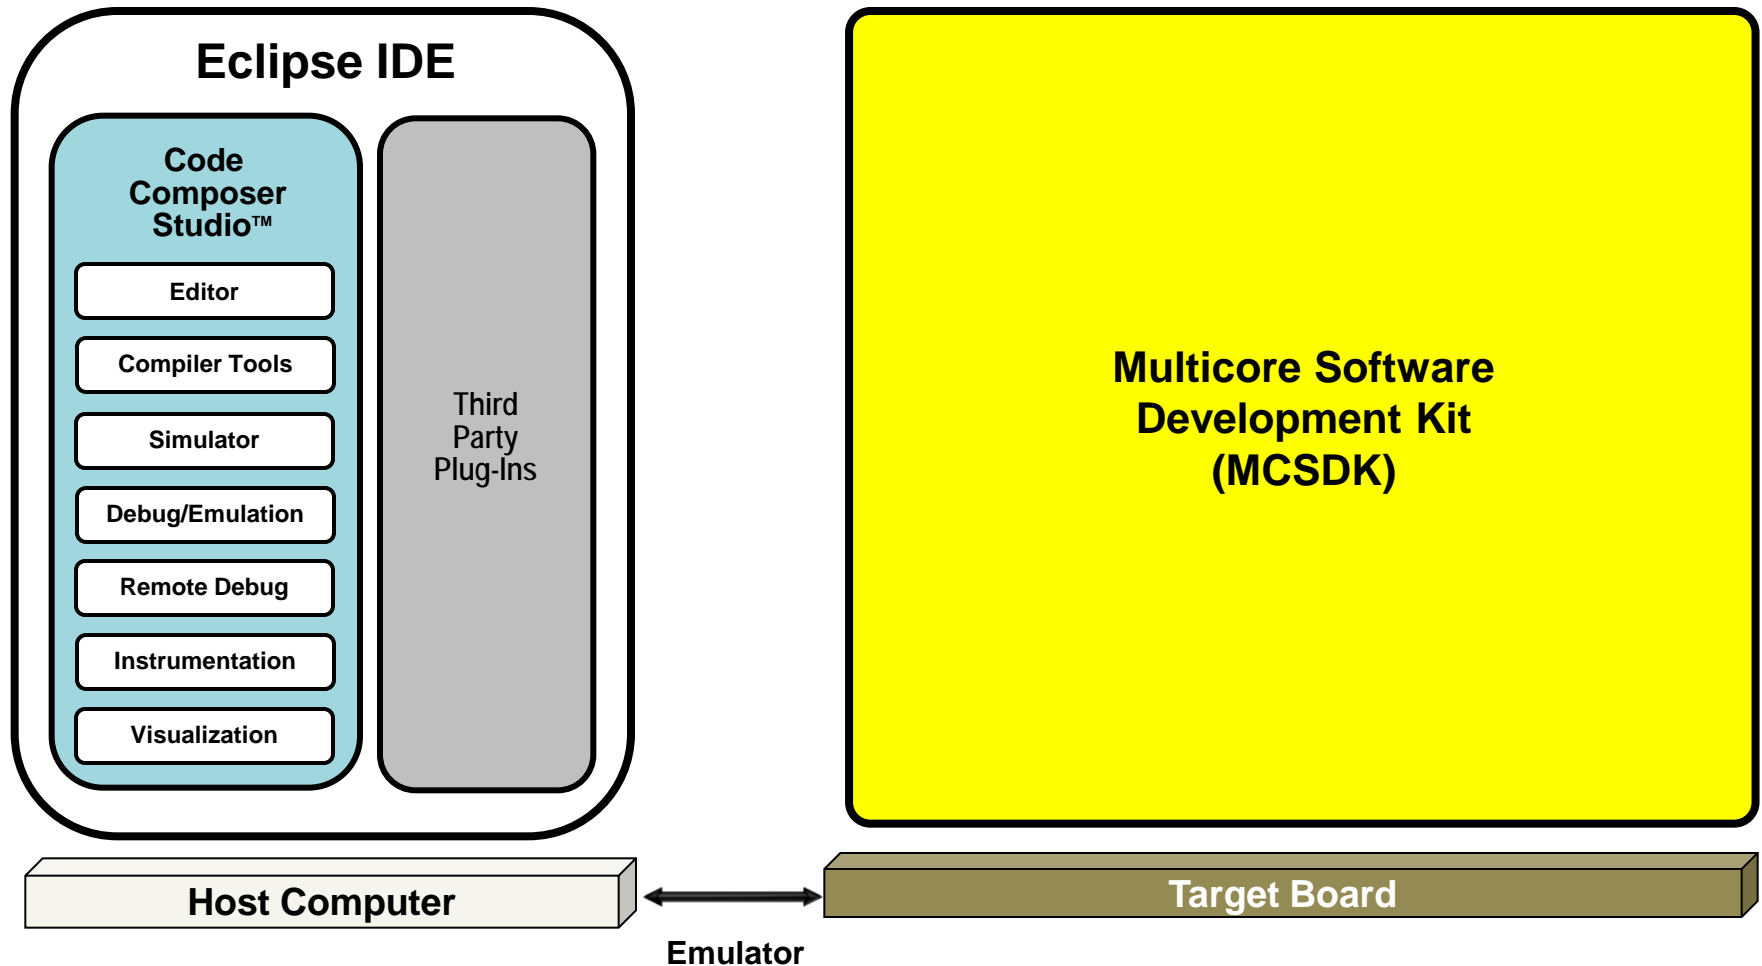 Eclipse IDE
Code
Composer
Studio™
Editor
Compiler Tools
Simulator
Debug/Emulation
Remote Debug
Instrumentation
Visualization
Third
Party
Plug-Ins
Multicore Software
Development Kit
(MCSDK)
Host Computer
Emulator
Target Board